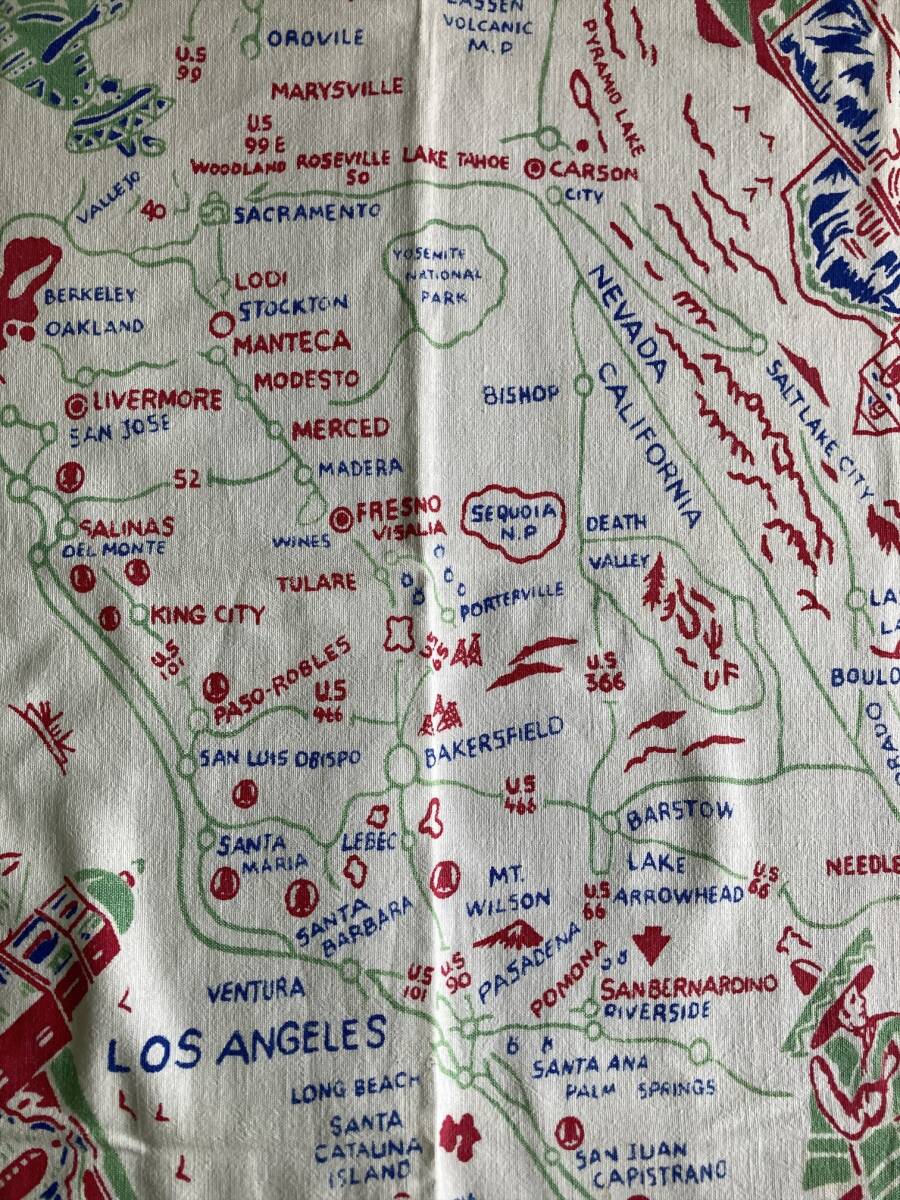 LASSEN
VOLCANIC
M.P
OROVILE
U.S
99
PYRAMID LAKE
MARYSVILLE
U.S
99 E
WOODLAND ROSEVILLE LAKE TAHOE
50
CARSON
CITY
VALLEJO
40
SACRAMENTO
YOSEMITE
NATIONAL
PARK
LODI
BERKELEY
STOCKTON
OAKLAND
MANTECA
NEVADA
CALIFORNIA
SALT LAKE CITY
MODESTO
LIVERMORE
BISHOP
SAN JOSE
MERCED
MADERA
52
FRESNO
VISALIA
SEQUOIA
N.P
SALINAS
DEL MONTE
WINES
DEATH
VALLEY
TULARE
PORTERVILLE
KING CITY
LA
LA
U.S
101
PASO-ROBLES
U.S
466
U.S
366
UF
BOULD
SAN LUIS OBISPO
BAKERSFIELD
U.S
466
BARSTOW
SANTA
MARIA
LEBEC
LAKE
ARROWHEAD
U.S
66
NEEDLE
MT.
WILSON
U.S
66
SANTA
BARBARA
VENTURA
U.S
101
U.S
90
PASADENA
POMONA
SANBERNARDINO
RIVERSIDE
LOS ANGELES
SANTA ANA
PALM SPRINGS
LONG BEACH
SANTA
CATALINA
ISLAND
SAN JUAN
CAPISTRANO